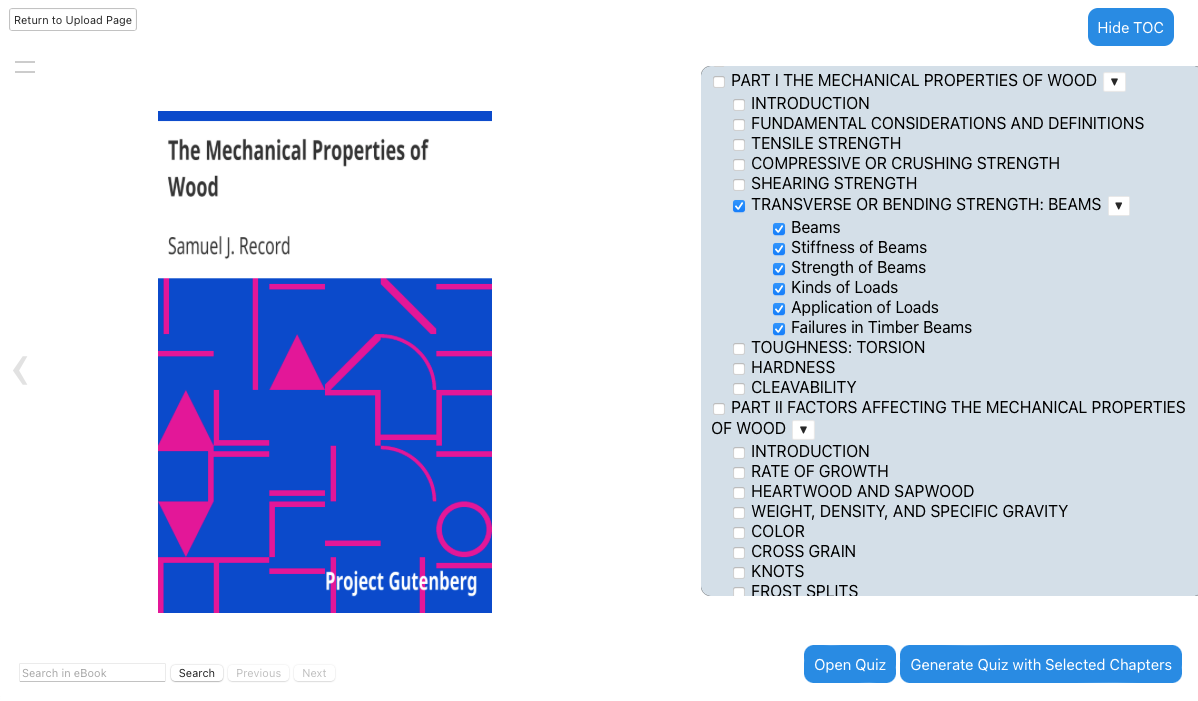 Return to Upload Page
Hide TOC
The Mechanical Properties of
Wood
Samuel J. Record
Project Gutenberg
PART I THE MECHANICAL PROPERTIES OF WOOD ▼
INTRODUCTION
FUNDAMENTAL CONSIDERATIONS AND DEFINITIONS
TENSILE STRENGTH
COMPRESSIVE OR CRUSHING STRENGTH
SHEARING STRENGTH
TRANSVERSE OR BENDING STRENGTH: BEAMS ▼
Beams
Stiffness of Beams
Strength of Beams
Kinds of Loads
Application of Loads
Failures in Timber Beams
TOUGHNESS: TORSION
HARDNESS
CLEAVABILITY
PART II FACTORS AFFECTING THE MECHANICAL PROPERTIES
OF WOOD ▼
INTRODUCTION
RATE OF GROWTH
HEARTWOOD AND SAPWOOD
WEIGHT, DENSITY, AND SPECIFIC GRAVITY
COLOR
CROSS GRAIN
KNOTS
FROST SPLITS
Search in eBook Search Previous Next
Open Quiz Generate Quiz with Selected Chapters